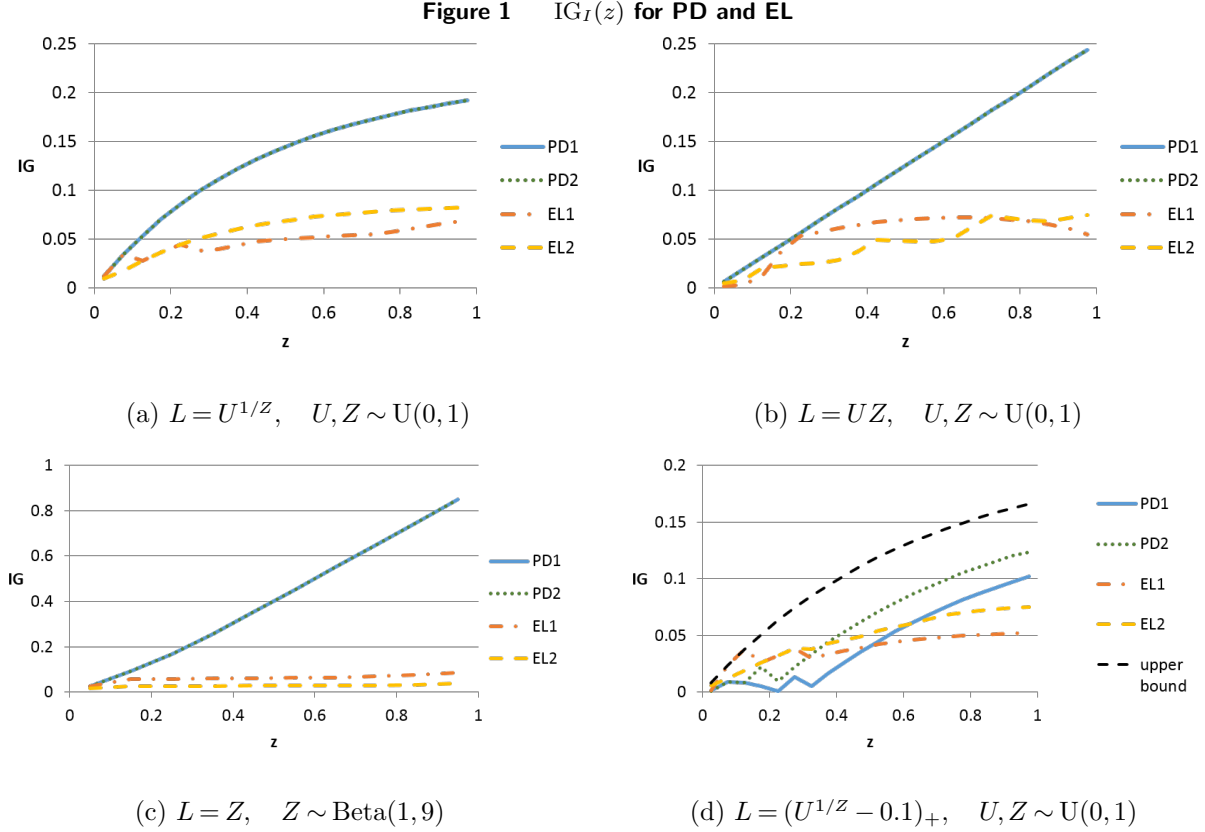 Figure 1 IG_I(z) for PD and EL
0.25
0.2
0.15
IG
0.1
0.05
0
0 0.2 0.4 0.6 0.8 1
z
PD1
PD2
EL1
EL2
(a) L = U^{1/Z}, U, Z ∼ U(0, 1)
0.25
0.2
0.15
IG
0.1
0.05
0
0 0.2 0.4 0.6 0.8 1
z
PD1
PD2
EL1
EL2
(b) L = UZ, U, Z ∼ U(0, 1)
1
0.8
0.6
IG
0.4
0.2
0
0 0.2 0.4 0.6 0.8 1
z
PD1
PD2
EL1
EL2
(c) L = Z, Z ∼ Beta(1, 9)
0.2
0.15
IG
0.1
0.05
0
0 0.2 0.4 0.6 0.8 1
z
PD1
PD2
EL1
EL2
upper
bound
(d) L = (U^{1/Z} − 0.1)_+, U, Z ∼ U(0, 1)